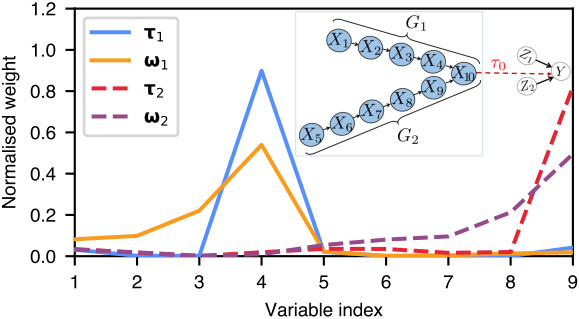 1.2
1.0
0.8
0.6
0.4
0.2
0.0
Normalised weight
τ₁
ω₁
τ₂
ω₂
G₁
X₁ X₂ X₃ X₄ X₁₀
X₅ X₆ X₇ X₈ X₉
G₂
τ₀
Z₁
Z₂
Y
1 2 3 4 5 6 7 8 9
Variable index